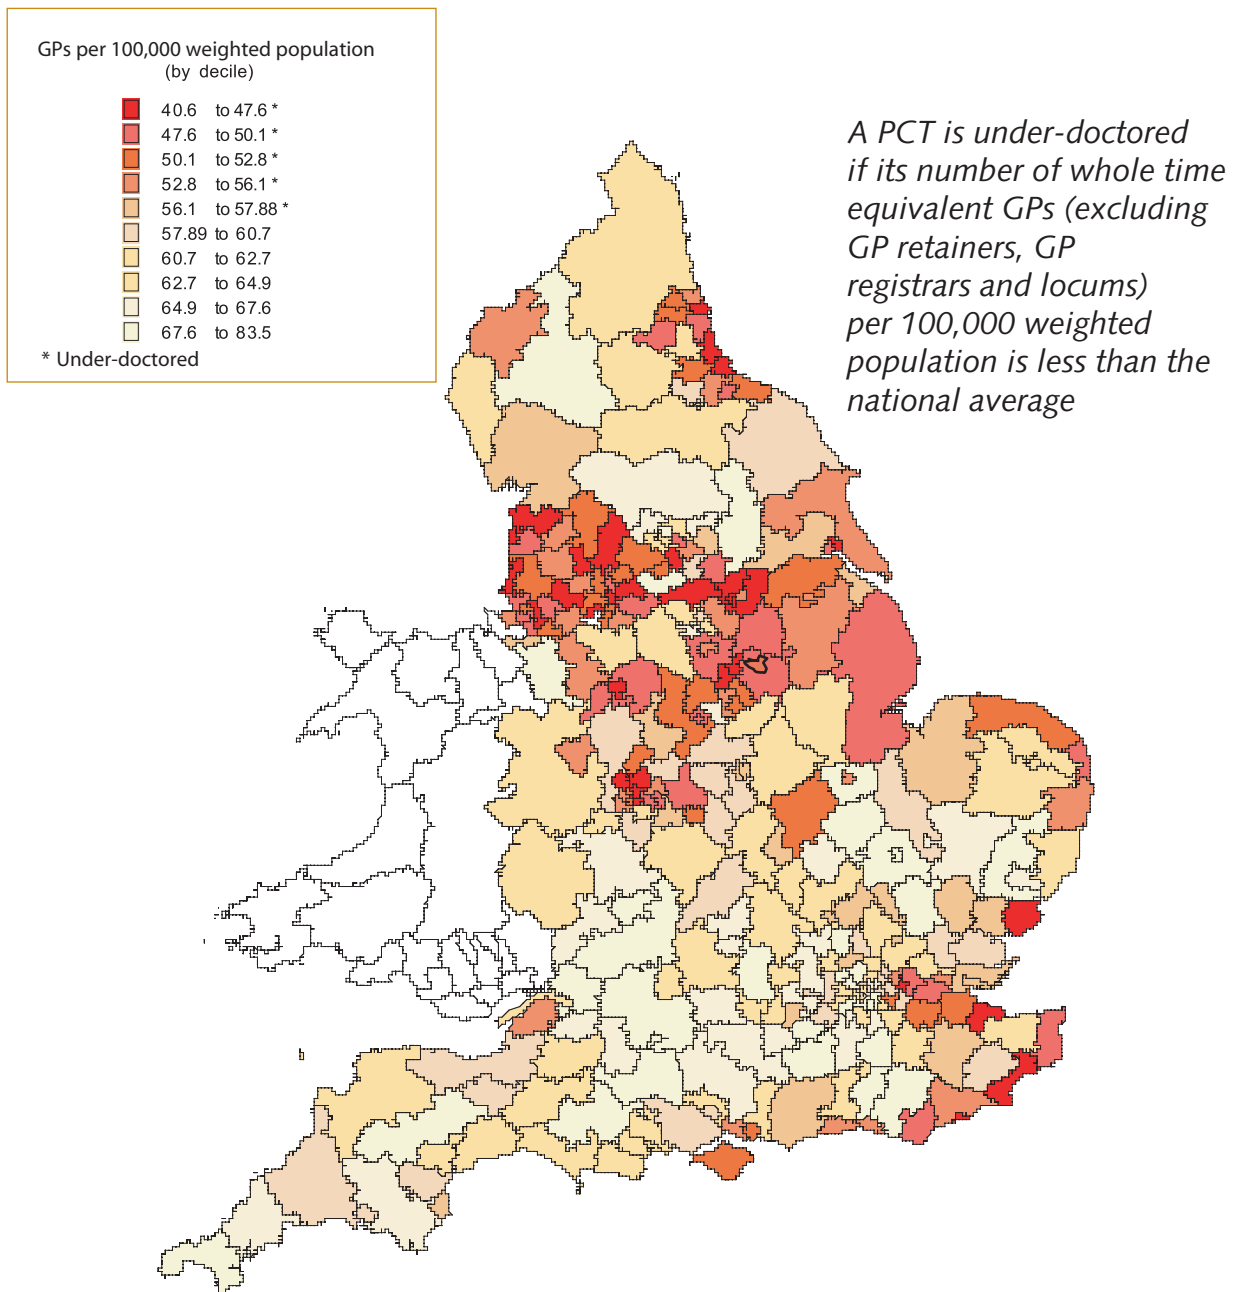 GPs per 100,000 weighted population
(by decile)
40.6 to 47.6 *
47.6 to 50.1 *
50.1 to 52.8 *
52.8 to 56.1 *
56.1 to 57.88 *
57.89 to 60.7
60.7 to 62.7
62.7 to 64.9
64.9 to 67.6
67.6 to 83.5
* Under-doctored
A PCT is under-doctored
if its number of whole time
equivalent GPs (excluding
GP retainers, GP
registrars and locums)
per 100,000 weighted
population is less than the
national average